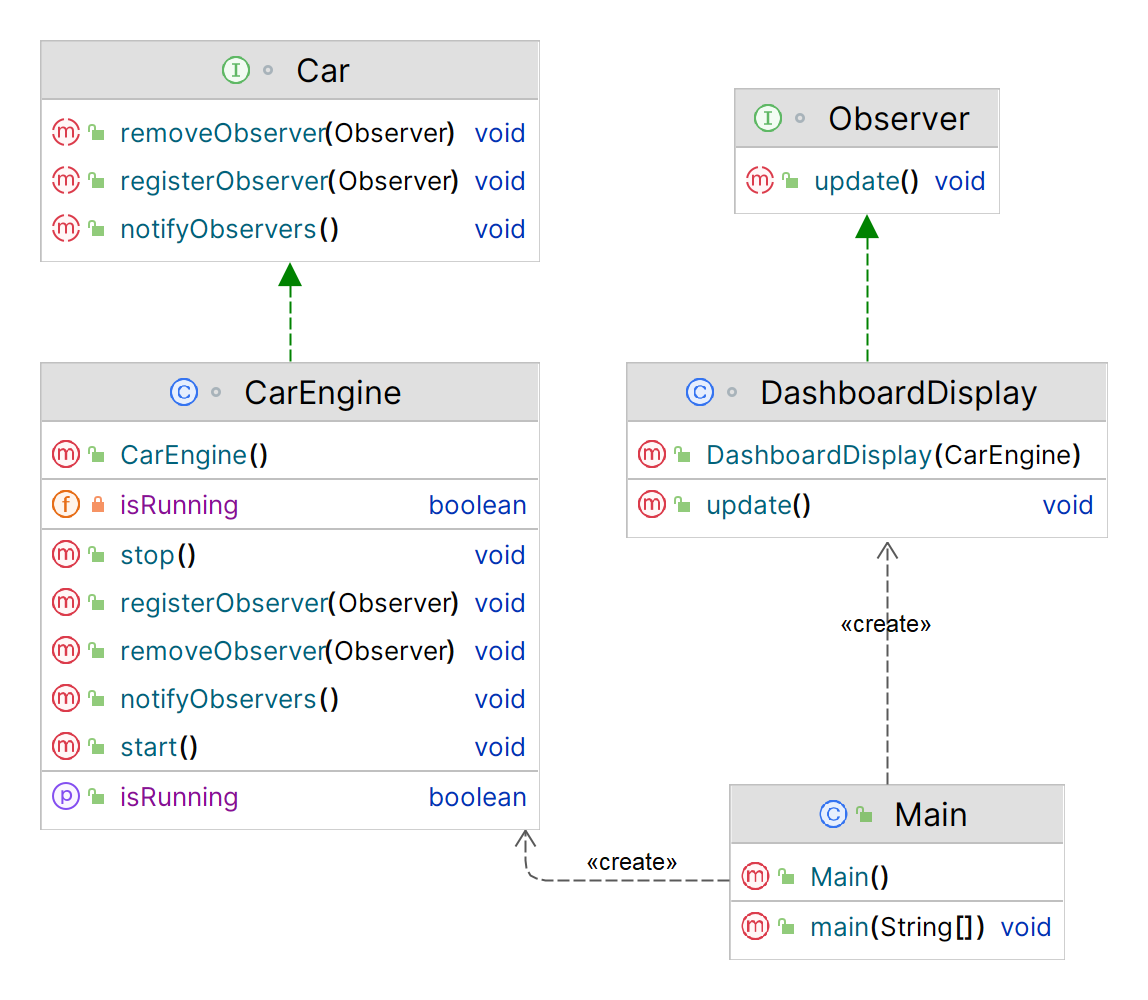 Car
removeObserver(Observer) void
registerObserver(Observer) void
notifyObservers() void
Observer
update() void
CarEngine
CarEngine()
isRunning boolean
stop() void
registerObserver(Observer) void
removeObserver(Observer) void
notifyObservers() void
start() void
isRunning boolean
DashboardDisplay
DashboardDisplay(CarEngine)
update() void
«create»
«create»
Main
Main()
main(String[]) void